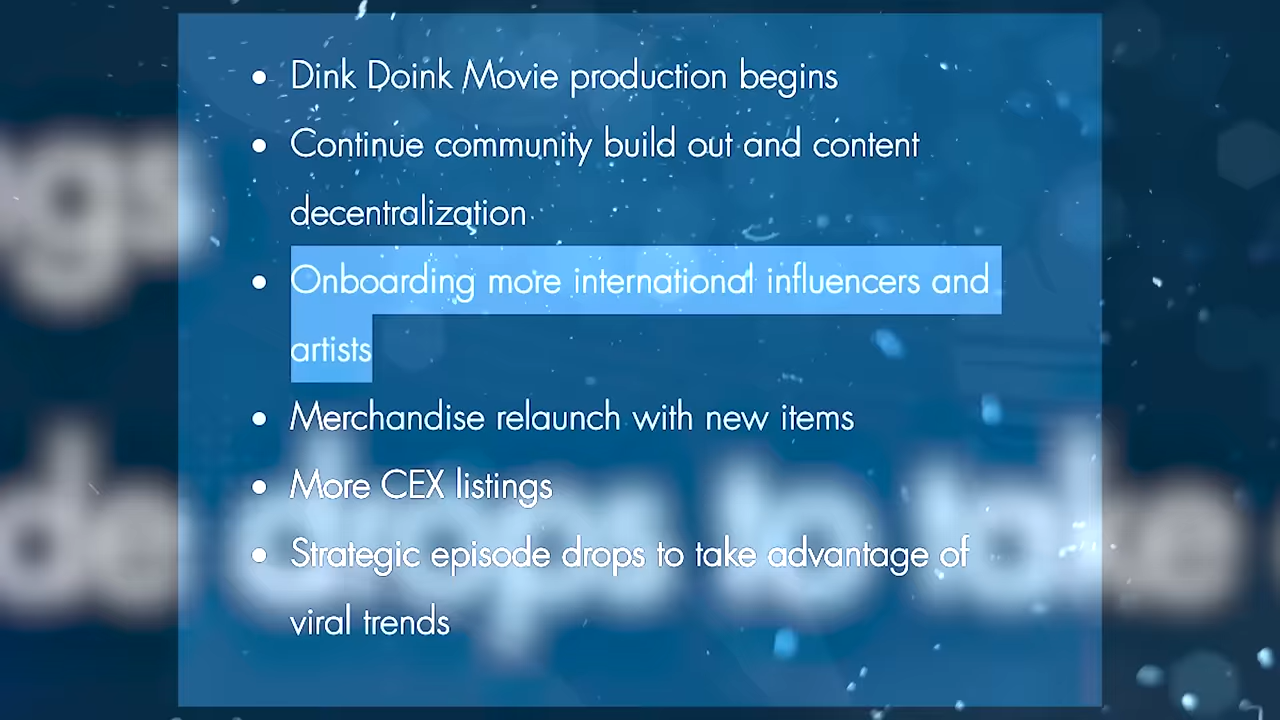 • Dink Doink Movie production begins
• Continue community build out and content
decentralization
• Onboarding more international influencers and
artists
• Merchandise relaunch with new items
• More CEX listings
• Strategic episode drops to take advantage of
viral trends